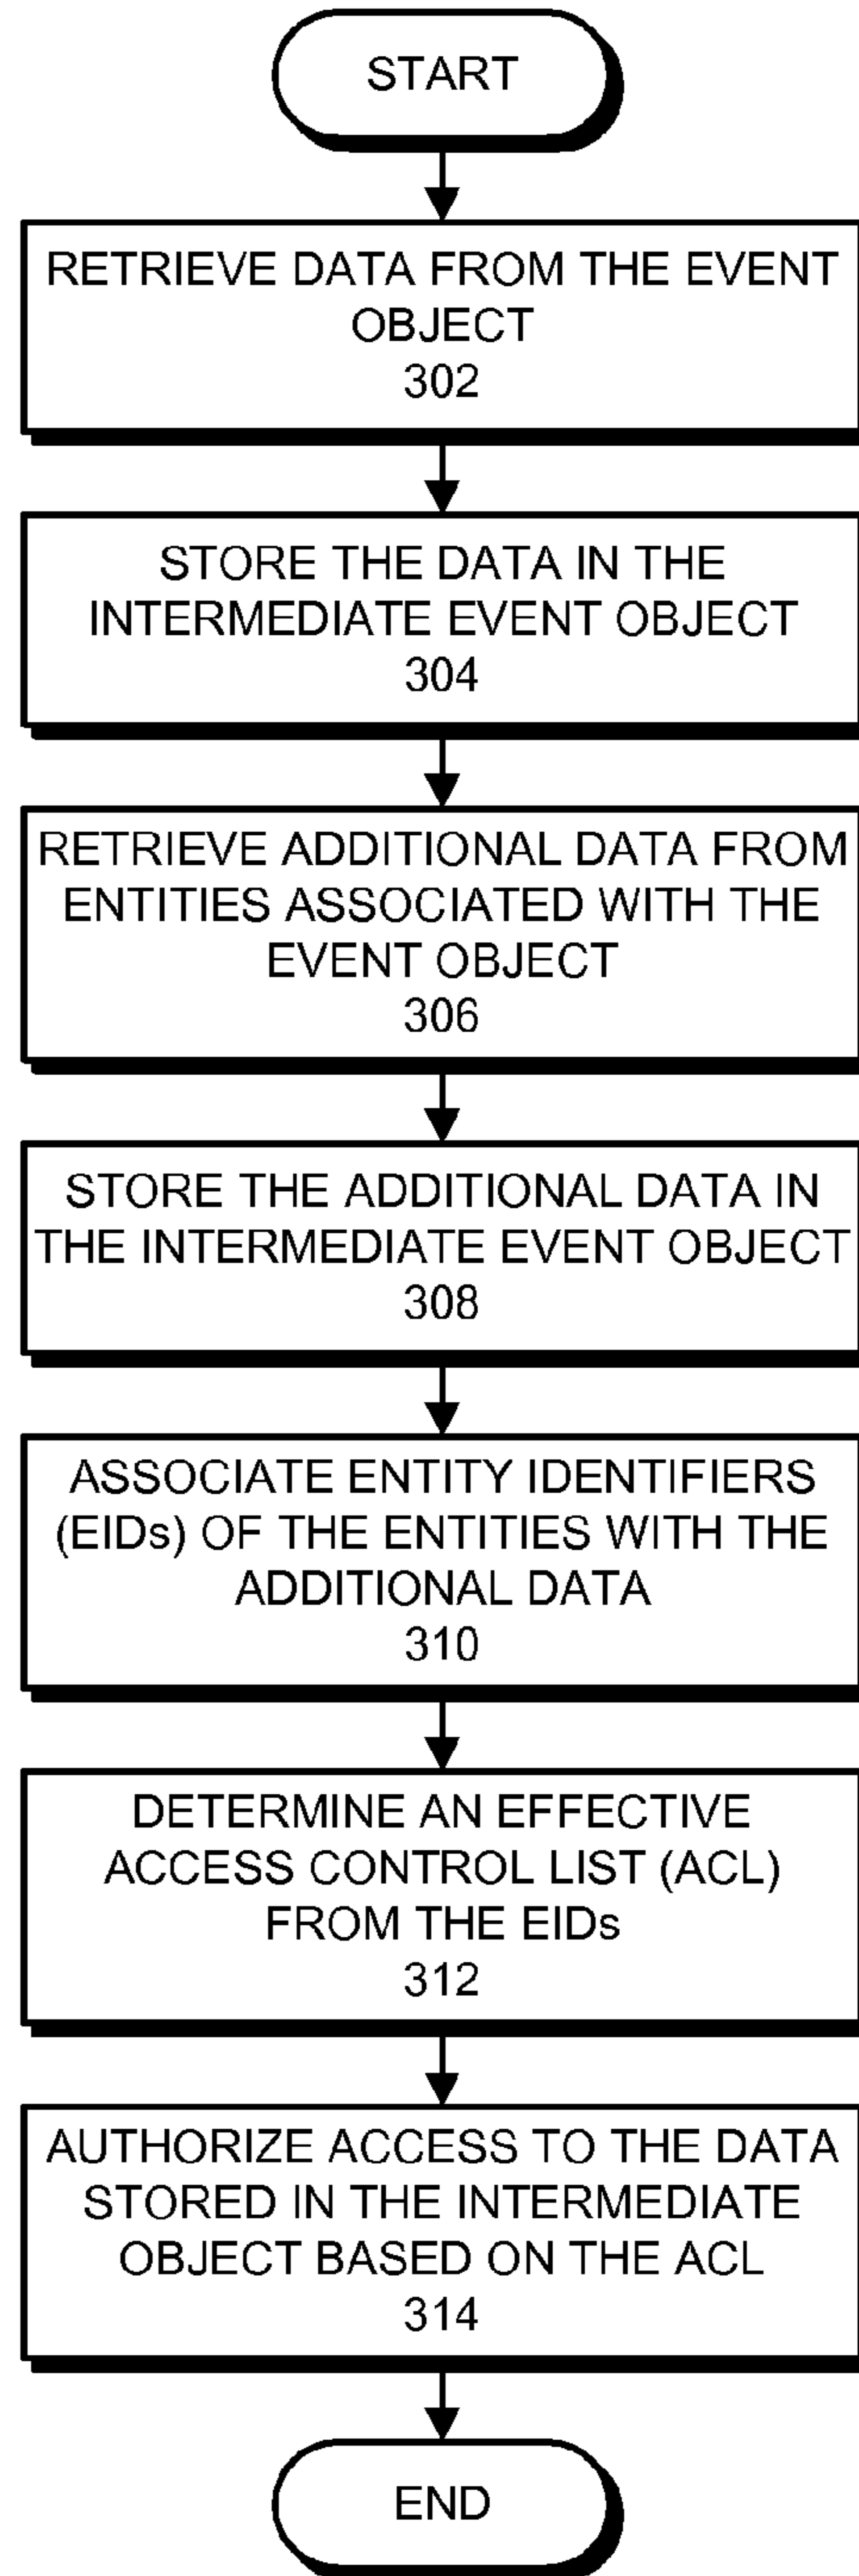 START
RETRIEVE DATA FROM THE EVENT
OBJECT
302
STORE THE DATA IN THE
INTERMEDIATE EVENT OBJECT
304
RETRIEVE ADDITIONAL DATA FROM
ENTITIES ASSOCIATED WITH THE
EVENT OBJECT
306
STORE THE ADDITIONAL DATA IN
THE INTERMEDIATE EVENT OBJECT
308
ASSOCIATE ENTITY IDENTIFIERS
(EIDs) OF THE ENTITIES WITH THE
ADDITIONAL DATA
310
DETERMINE AN EFFECTIVE
ACCESS CONTROL LIST (ACL)
FROM THE EIDs
312
AUTHORIZE ACCESS TO THE DATA
STORED IN THE INTERMEDIATE
OBJECT BASED ON THE ACL
314
END